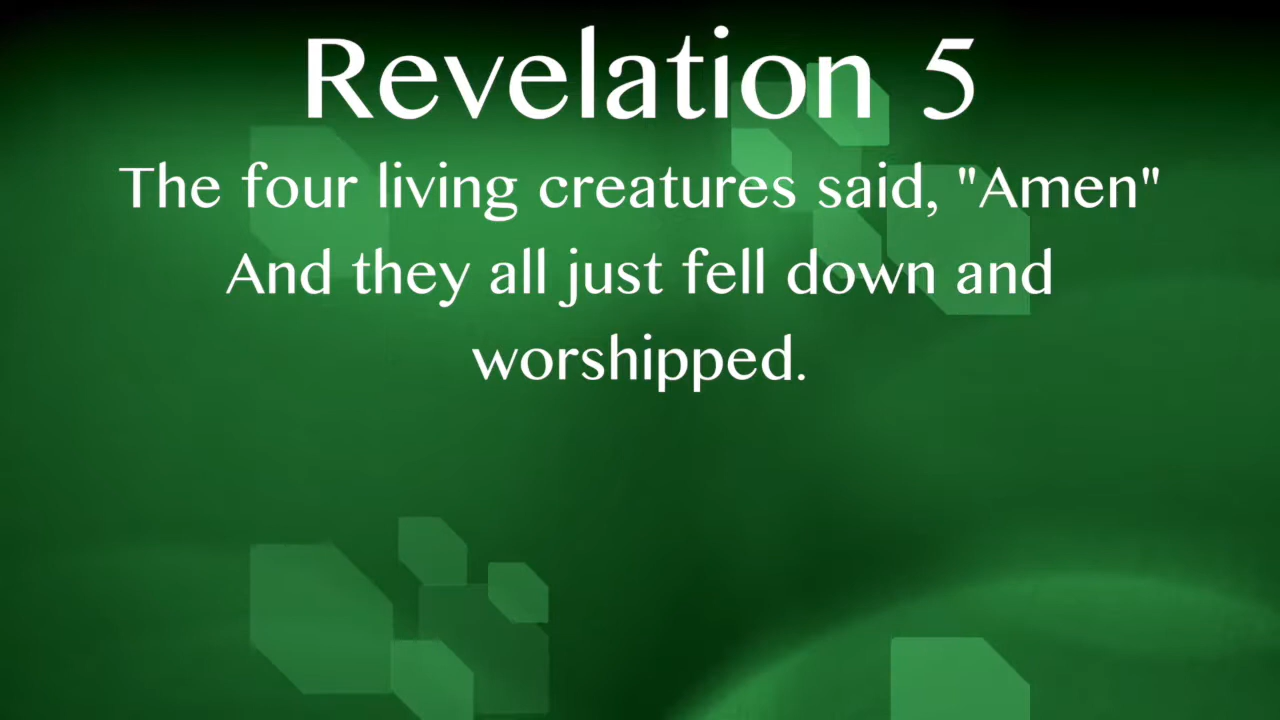 Revelation 5
The four living creatures said, "Amen"
And they all just fell down and
worshipped.